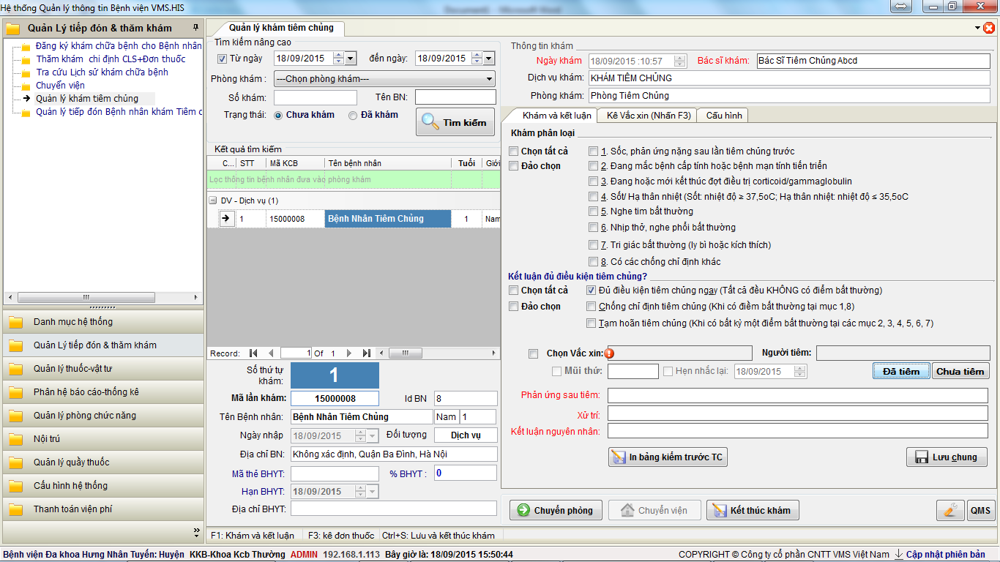 Hệ thống Quản lý thông tin Bệnh viện VMS.HIS
Quản Lý tiếp đón & thăm khám
Đăng ký khám chữa bệnh cho Bệnh nhân
Thăm khám chỉ định CLS+Đơn thuốc
Tra cứu Lịch sử khám chữa bệnh
Chuyển viện
Quản lý khám tiêm chủng
Quản lý tiếp đón Bệnh nhân khám Tiêm c
Danh mục hệ thống
Quản Lý tiếp đón & thăm khám
Quản lý thuốc-vật tư
Phân hệ báo cáo-thống kê
Quản lý phòng chức năng
Nội trú
Quản lý quầy thuốc
Cấu hình hệ thống
Thanh toán viện phí
Quản lý khám tiêm chủng
Tìm kiếm nâng cao
Từ ngày 18/09/2015 đến ngày: 18/09/2015
Phòng khám : ---Chọn phòng khám---
Số khám: Tên BN:
Trạng thái: Chưa khám Đã khám Tìm kiếm
Kết quả tìm kiếm
C... STT Mã KCB Tên bệnh nhân Tuổi Giới
Lọc thông tin bệnh nhân đưa vào phòng khám
DV - Dịch vụ (1)
1 15000008 Bệnh Nhân Tiêm Chủng 1 Nam
Record: 1 Of 1
Số thứ tự khám: 1
Mã lần khám: 15000008 Id BN 8
Tên Bệnh nhân: Bệnh Nhân Tiêm Chủng Nam 1
Ngày nhập 18/09/2015 Đối tượng Dịch vụ
Địa chỉ BN: Không xác định, Quận Ba Đình, Hà Nội
Mã thẻ BHYT: % BHYT : 0
Hạn BHYT: 18/09/2015
Địa chỉ BHYT:
F1: Khám và kết luận F3: kê đơn thuốc Ctrl+S: Lưu và kết thúc khám
Thông tin khám
Ngày khám 18/09/2015 :10:57 Bác sĩ khám: Bác Sĩ Tiêm Chủng Abcd
Dịch vụ khám: KHÁM TIÊM CHỦNG
Phòng khám: Phòng Tiêm Chủng
Khám và kết luận Kê Vắc xin (Nhấn F3) Cấu hình
Khám phân loại
Chọn tất cả
Đảo chọn
1. Sốc, phản ứng nặng sau lần tiêm chủng trước
2. Đang mắc bệnh cấp tính hoặc bệnh mạn tính tiến triển
3. Đang hoặc mới kết thúc đợt điều trị corticoid/gammaglobulin
4. Sốt/ Hạ thân nhiệt (Sốt: nhiệt độ ≥ 37,5oC; Hạ thân nhiệt: nhiệt độ ≤ 35,5oC
5. Nghe tim bất thường
6. Nhịp thở, nghe phổi bất thường
7. Tri giác bất thường (ly bì hoặc kích thích)
8. Có các chống chỉ định khác
Kết luận đủ điều kiện tiêm chủng?
Chọn tất cả Đủ điều kiện tiêm chủng ngay (Tất cả đều KHÔNG có điểm bất thường)
Đảo chọn Chống chỉ định tiêm chủng (Khi có điềm bất thường tại mục 1,8)
Tạm hoãn tiêm chủng (Khi có bất kỳ một điểm bất thường tại các mục 2, 3, 4, 5, 6, 7)
Chọn Vắc xin: Người tiêm:
Mũi thứ: Hẹn nhắc lại: 18/09/2015 Đã tiêm Chưa tiêm
Phản ứng sau tiêm:
Xử trí:
Kết luận nguyên nhân:
In bảng kiểm trước TC Lưu chung
Chuyển phòng Chuyển viện Kết thúc khám QMS
Bệnh viện Đa khoa Hưng Nhân Tuyến: Huyện KKB-Khoa Kcb Thường ADMIN 192.168.1.113 Bây giờ là: 18/09/2015 15:50:44 COPYRIGHT © Công ty cổ phần CNTT VMS Việt Nam Cập nhật phiên bản